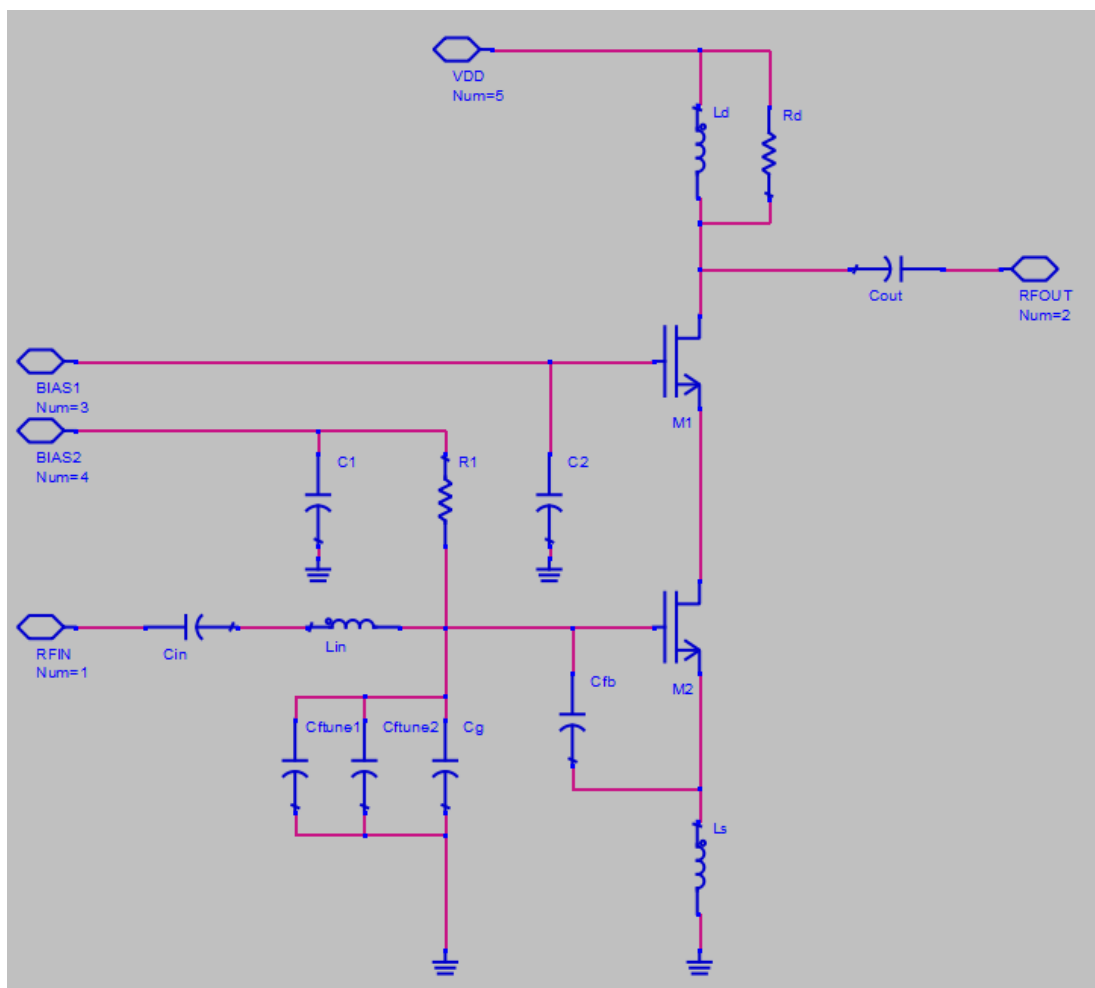 VDD
Num=5
Ld
Rd
Cout
RFOUT
Num=2
BIAS1
Num=3
M1
BIAS2
Num=4
C1
R1
C2
RFIN
Num=1
Cin
Lin
Cfb
M2
Cftune1
Cftune2
Cg
Ls